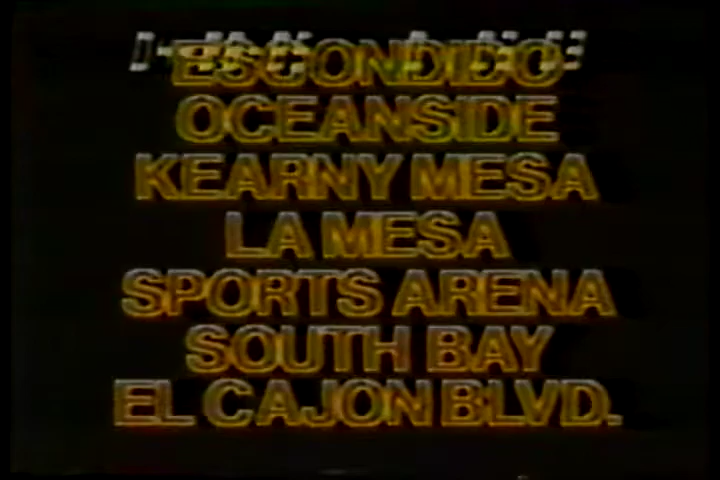 ESCONDIDO
OCEANSIDE
KEARNY MESA
LA MESA
SPORTS ARENA
SOUTH BAY
EL CAJON BLVD.